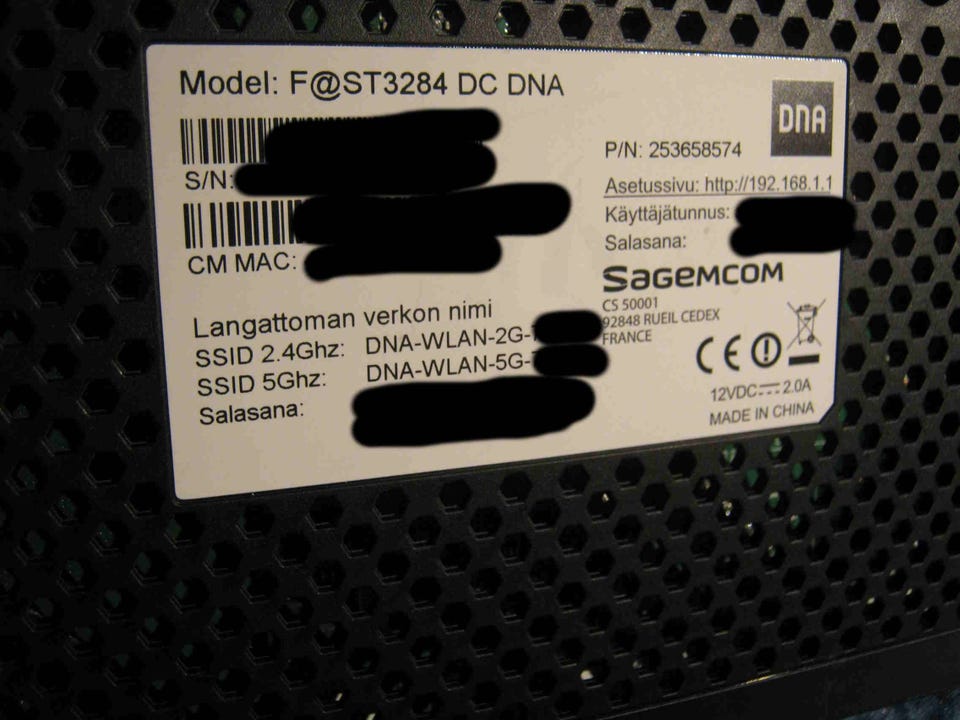 Model: F@ST3284 DC DNA
DNA
P/N: 253658574
S/N:
Asetussivu: http://192.168.1.1
Käyttäjätunnus:
Salasana:
CM MAC:
SAGEMCOM
CS 50001
92848 RUEIL CEDEX
FRANCE
Langattoman verkon nimi
SSID 2.4Ghz: DNA-WLAN-2G-
SSID 5Ghz: DNA-WLAN-5G-
Salasana:
CE
12VDC 2.0A
MADE IN CHINA